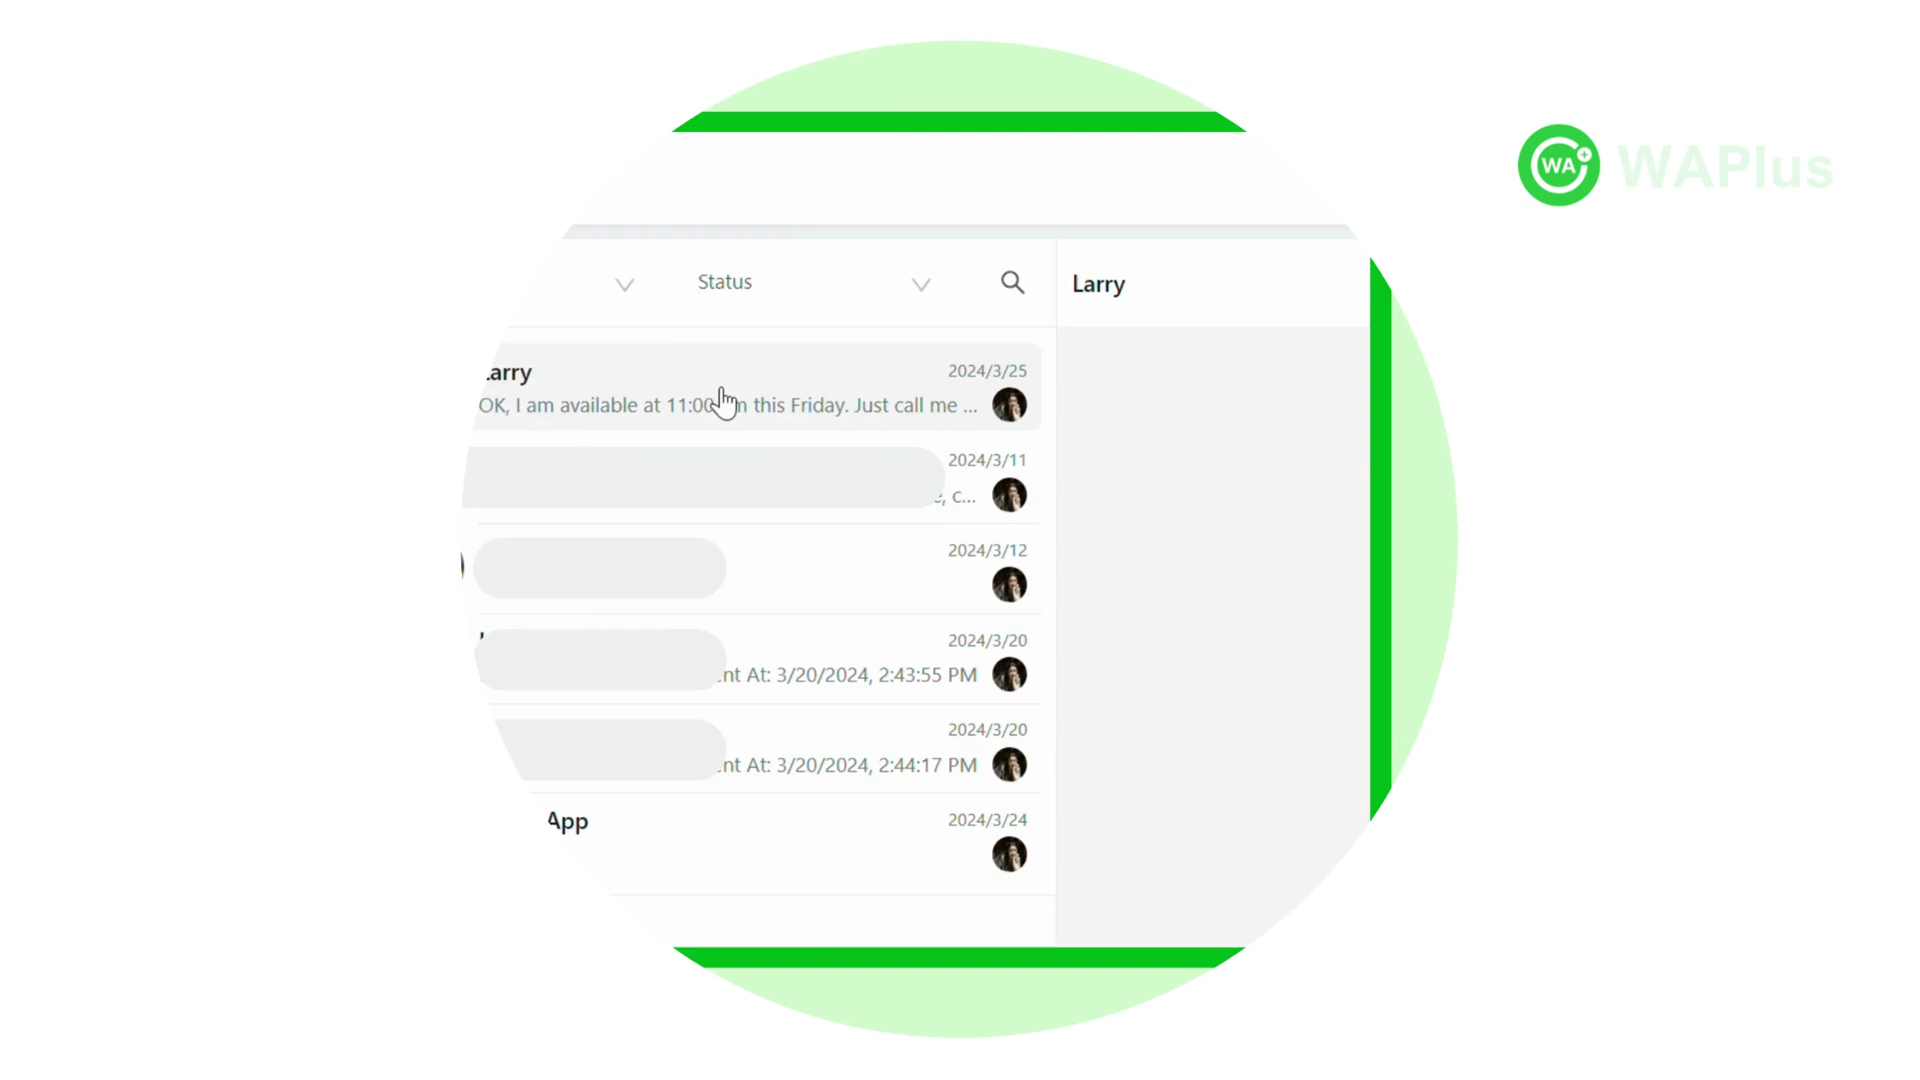 WA
WAPlus
Status
Larry
arry
2024/3/25
OK, I am available at 11:00 this Friday. Just call me ...
2024/3/11
, c...
2024/3/12
2024/3/20
nt At: 3/20/2024, 2:43:55 PM
2024/3/20
nt At: 3/20/2024, 2:44:17 PM
App
2024/3/24